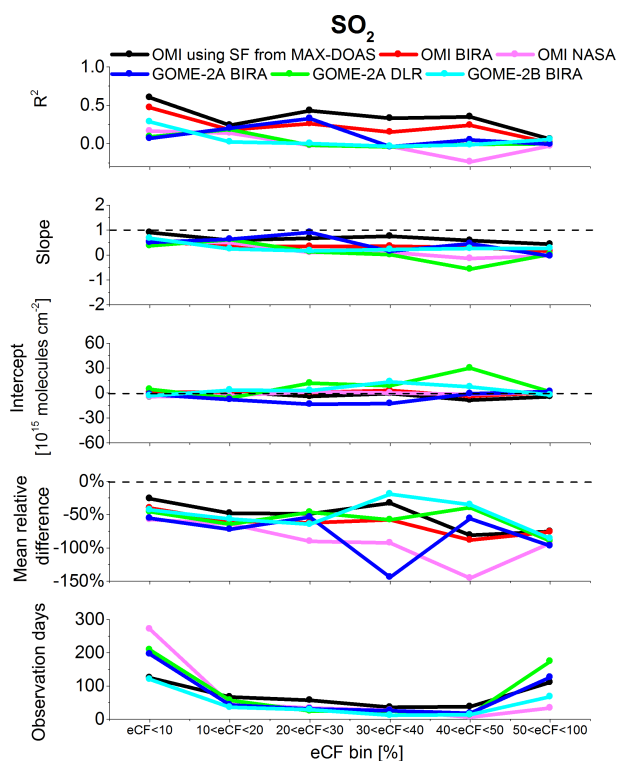 SO2
OMI using SF from MAX-DOAS OMI BIRA OMI NASA
GOME-2A BIRA GOME-2A DLR GOME-2B BIRA
R²
1.0
0.5
0.0
Slope
2
1
0
-1
-2
Intercept
[10¹⁵ molecules cm⁻²]
60
30
0
-30
-60
Mean relative
difference
0%
-50%
-100%
-150%
Observation days
300
200
100
0
eCF<10 10<eCF<20 20<eCF<30 30<eCF<40 40<eCF<50 50<eCF<100
eCF bin [%]